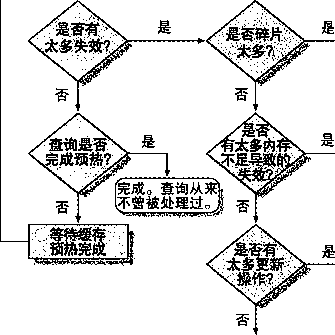 是否有
太多失效?
是
是否碎片
太多?
是
否
否
查询是否
完成预热?
是
完成。查询从来
不曾被处理过。
是否
有太多内存
不足导致的
失效?
是
否
否
等待缓存
预热完成
是否有
太多更新
操作?
是
否